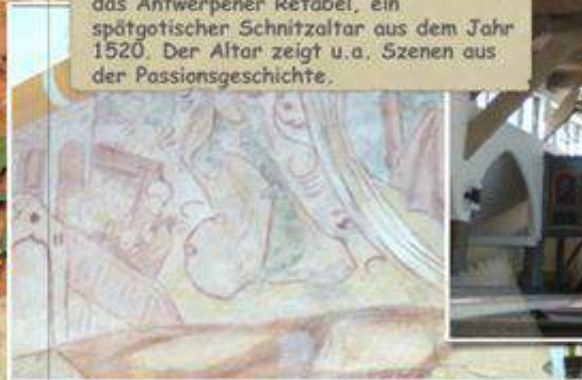 das Antwerpener Retabel, ein
spätgotischer Schnitzaltar aus dem Jahr
1520. Der Altar zeigt u.a. Szenen aus
der Passionsgeschichte.